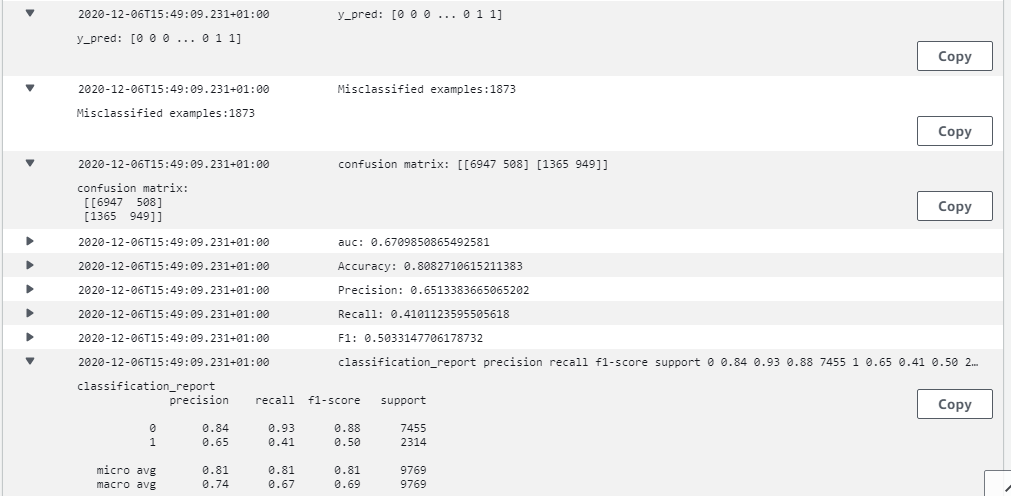 2020-12-06T15:49:09.231+01:00 y_pred: [0 0 0 ... 0 1 1]
y_pred: [0 0 0 ... 0 1 1]
Copy
2020-12-06T15:49:09.231+01:00 Misclassified examples:1873
Misclassified examples:1873
Copy
2020-12-06T15:49:09.231+01:00 confusion matrix: [[6947 508] [1365 949]]
confusion matrix:
[[6947 508]
[1365 949]]
Copy
2020-12-06T15:49:09.231+01:00 auc: 0.6709850865492581
2020-12-06T15:49:09.231+01:00 Accuracy: 0.8082710615211383
2020-12-06T15:49:09.231+01:00 Precision: 0.6513383665065202
2020-12-06T15:49:09.231+01:00 Recall: 0.4101123595505618
2020-12-06T15:49:09.231+01:00 F1: 0.5033147706178732
2020-12-06T15:49:09.231+01:00 classification_report precision recall f1-score support 0 0.84 0.93 0.88 7455 1 0.65 0.41 0.50 2…
classification_report
precision recall f1-score support
Copy
0 0.84 0.93 0.88 7455
1 0.65 0.41 0.50 2314
micro avg 0.81 0.81 0.81 9769
macro avg 0.74 0.67 0.69 9769